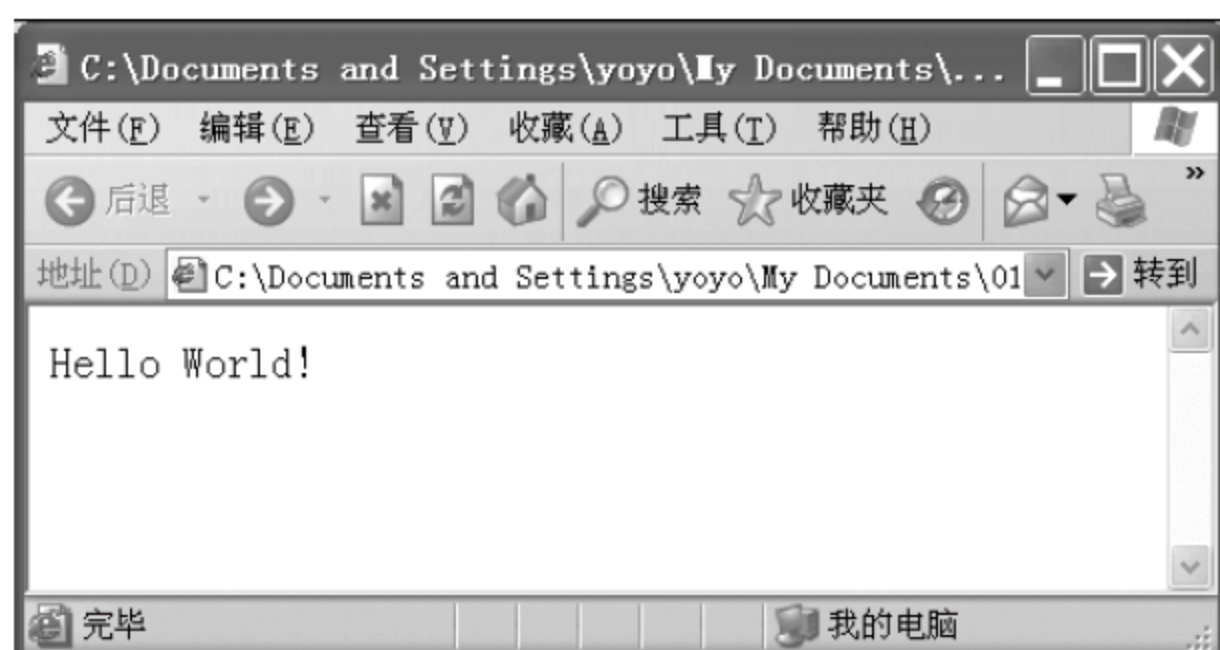 C:\Documents and Settings\yoyo\My Documents\...
文件(F) 编辑(E) 查看(V) 收藏(A) 工具(T) 帮助(H)
后退 搜索 收藏夹 »
地址(D) C:\Documents and Settings\yoyo\My Documents\01 转到
Hello World!
完毕 我的电脑